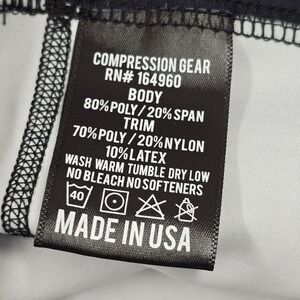 COMPRESSION GEAR
RN# 164960
BODY
80%POLY/20%SPAN
TRIM
70%POLY/20%NYLON
10%LATEX
WASH WARM TUMBLE DRY LOW
NO BLEACH NO SOFTENERS
40
MADE IN USA